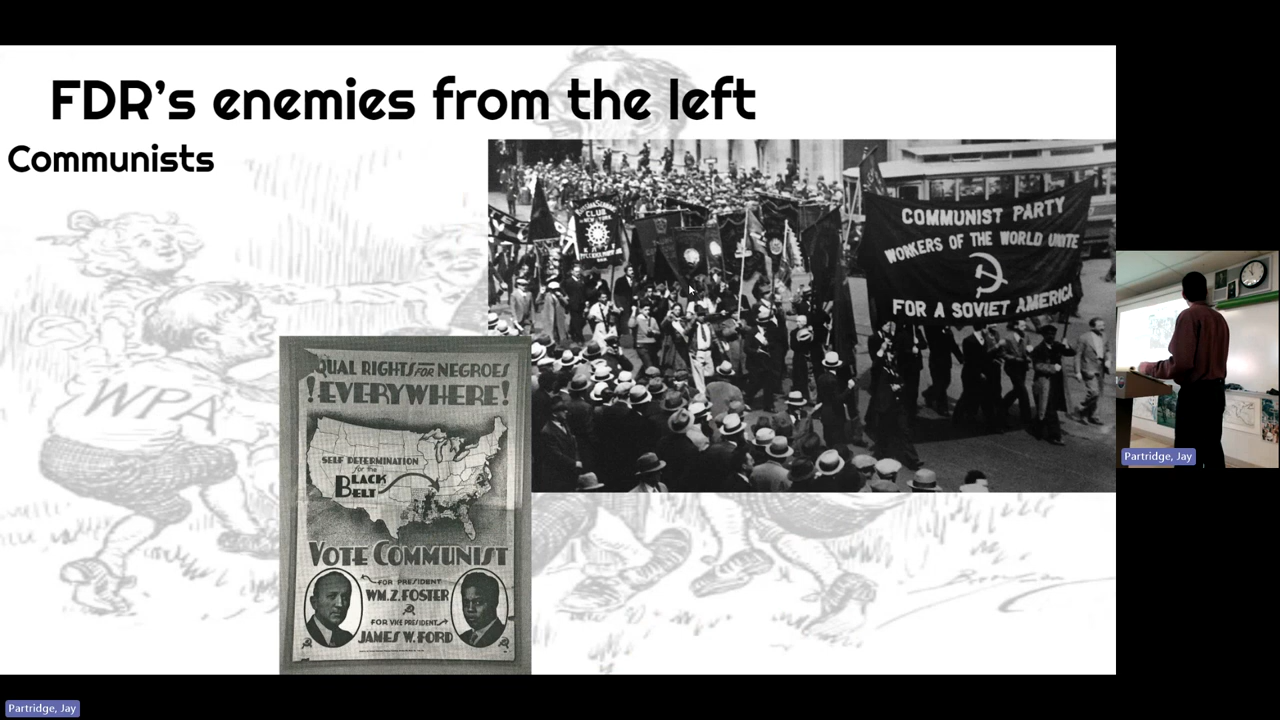 FDR's enemies from the left
Communists
CLUB
COMMUNIST PARTY
WORKERS OF THE WORLD UNITE
FOR A SOVIET AMERICA
QUAL RIGHTS FOR NEGROES
!EVERYWHERE!
SELF DETERMINATION
for the
BLACK
BELT
VOTE COMMUNIST
FOR PRESIDENT
WM. Z. FOSTER
FOR VICE PRESIDENT
JAMES W. FORD
WPA
Partridge, Jay
Partridge, Jay